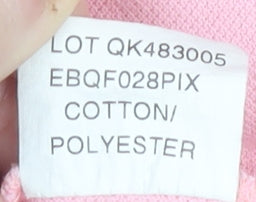 LOT QK483005
EBQF028PIX
COTTON/
POLYESTER